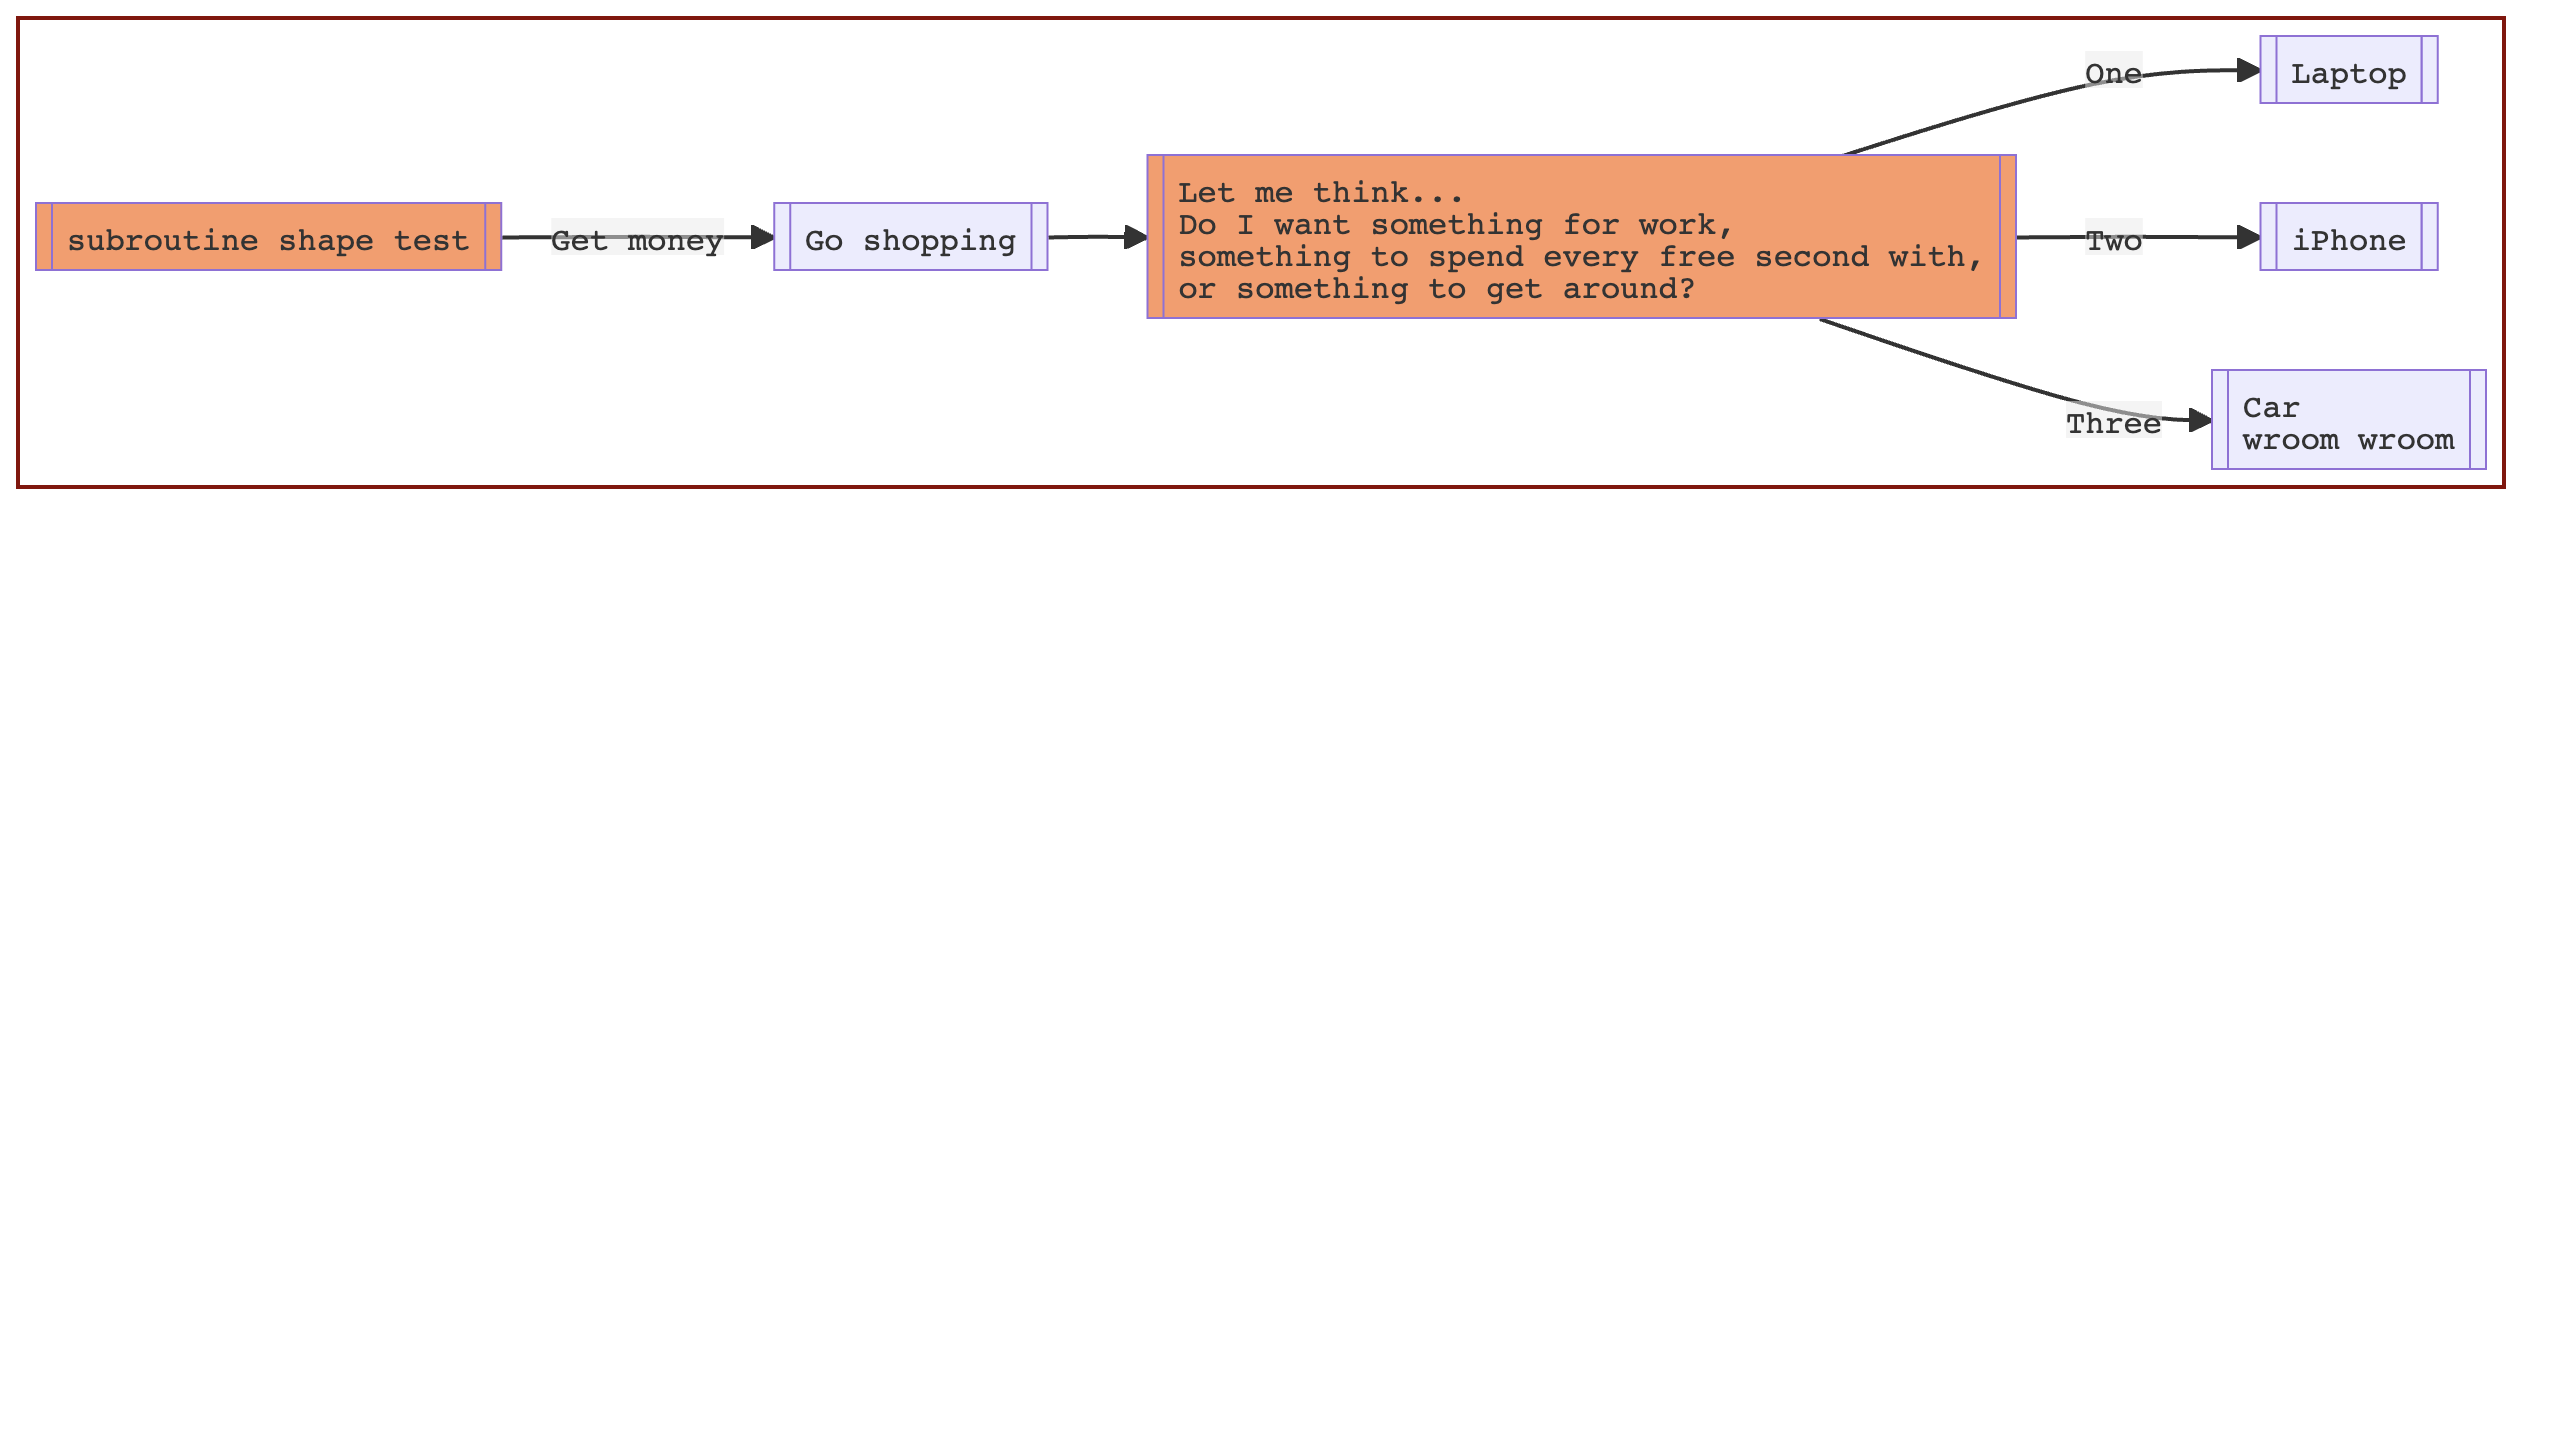 subroutine shape test
Get money
Go shopping
Let me think...
Do I want something for work,
something to spend every free second with,
or something to get around?
One
Two
Three
Laptop
iPhone
Car
wroom wroom